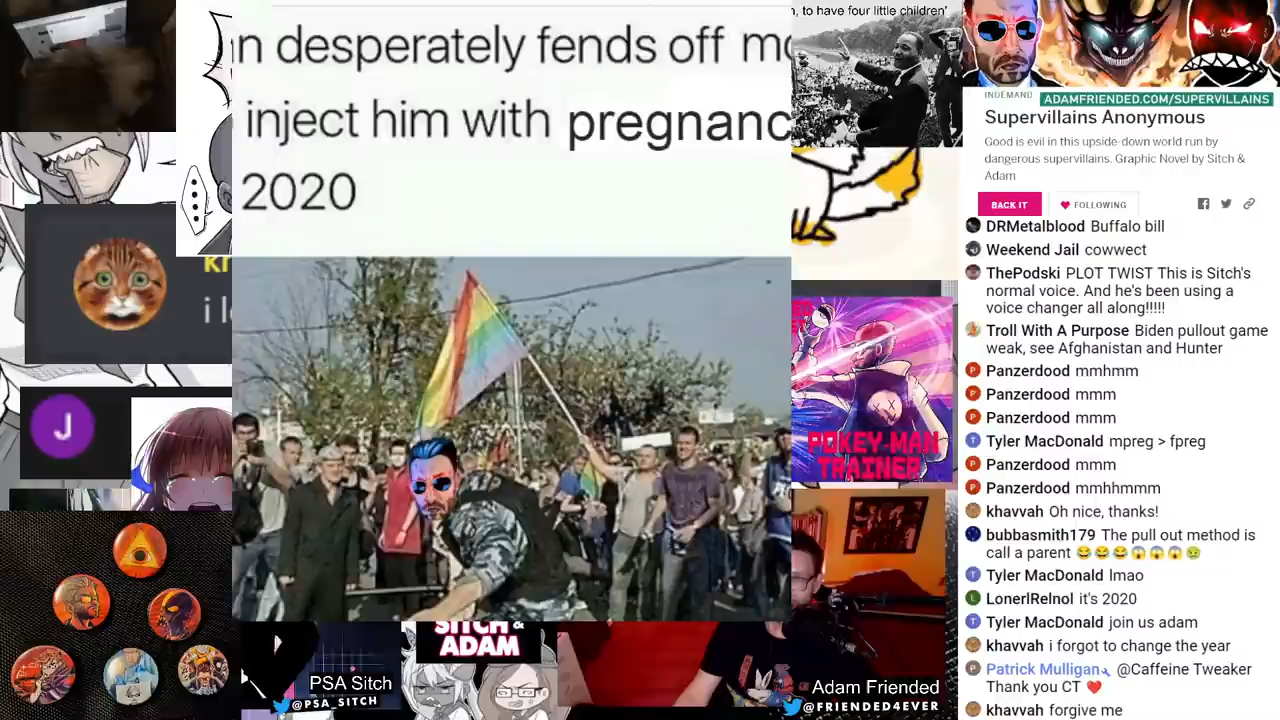 n desperately fends off mo
inject him with pregnanc
2020
n, to have four little children'
i l
J
POKEY-MAN
TRAINER
SITCH &
ADAM
PSA Sitch
@PSA_SITCH
Adam Friended
@FRIENDED4EVER
INDEMAND
ADAMFRIENDED.COM/SUPERVILLAINS
Supervillains Anonymous
Good is evil in this upside-down world run by
dangerous supervillains. Graphic Novel by Sitch &
Adam
BACK IT
FOLLOWING
DRMetalblood Buffalo bill
Weekend Jail cowwect
ThePodski PLOT TWIST This is Sitch's
normal voice. And he's been using a
voice changer all along!!!!!
Troll With A Purpose Biden pullout game
weak, see Afghanistan and Hunter
Panzerdood mmhmm
Panzerdood mmm
Panzerdood mmm
Tyler MacDonald mpreg > fpreg
Panzerdood mmm
Panzerdood mmhhmmm
khavvah Oh nice, thanks!
bubbasmith179 The pull out method is
call a parent 😂😂😂😱😱😱🤢
Tyler MacDonald lmao
LonerIRelnol it's 2020
Tyler MacDonald join us adam
khavvah i forgot to change the year
Patrick Mulligan @Caffeine Tweaker
Thank you CT ❤️
khavvah forgive me